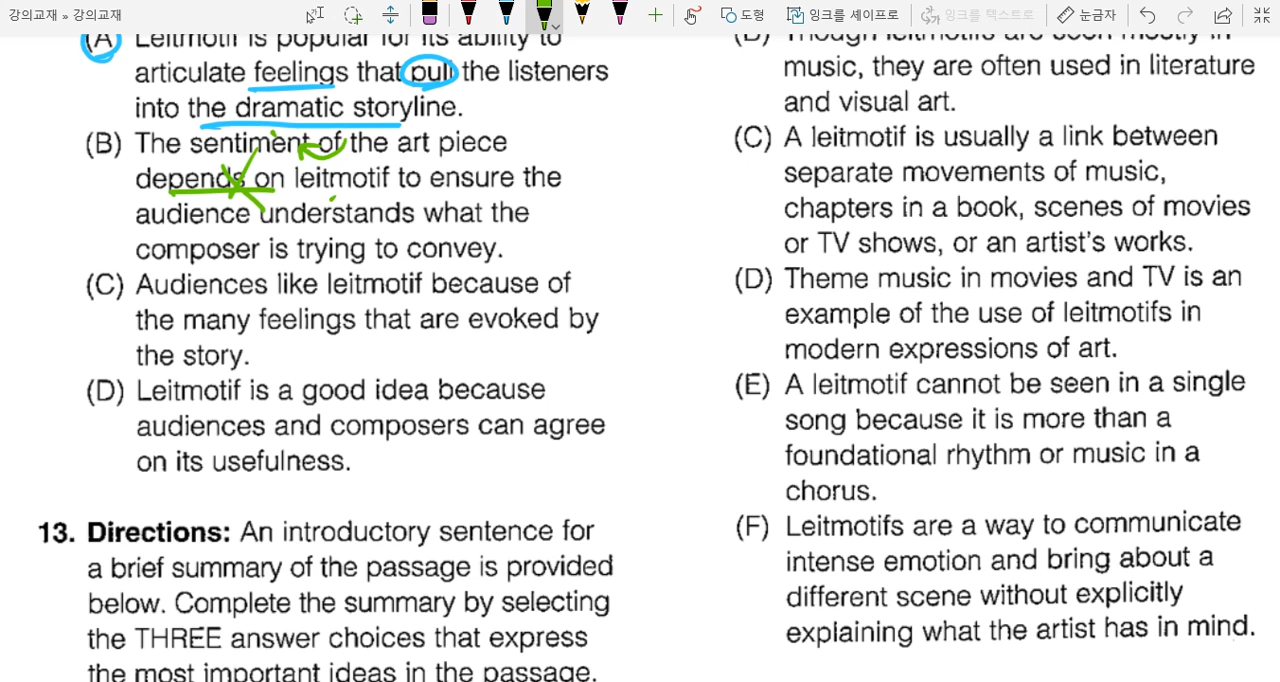 강의교재 » 강의교재
도형
잉크를 셰이프로
잉크를 텍스트로
눈금자
(A) Leitmotif is popular for its ability to
articulate feelings that pull the listeners
into the dramatic storyline.
(B) The sentiment of the art piece
depends on leitmotif to ensure the
audience understands what the
composer is trying to convey.
(C) Audiences like leitmotif because of
the many feelings that are evoked by
the story.
(D) Leitmotif is a good idea because
audiences and composers can agree
on its usefulness.
13. Directions: An introductory sentence for
a brief summary of the passage is provided
below. Complete the summary by selecting
the THREE answer choices that express
the most important ideas in the passage.
(B) Though leitmotifs are seen mostly in
music, they are often used in literature
and visual art.
(C) A leitmotif is usually a link between
separate movements of music,
chapters in a book, scenes of movies
or TV shows, or an artist's works.
(D) Theme music in movies and TV is an
example of the use of leitmotifs in
modern expressions of art.
(E) A leitmotif cannot be seen in a single
song because it is more than a
foundational rhythm or music in a
chorus.
(F) Leitmotifs are a way to communicate
intense emotion and bring about a
different scene without explicitly
explaining what the artist has in mind.